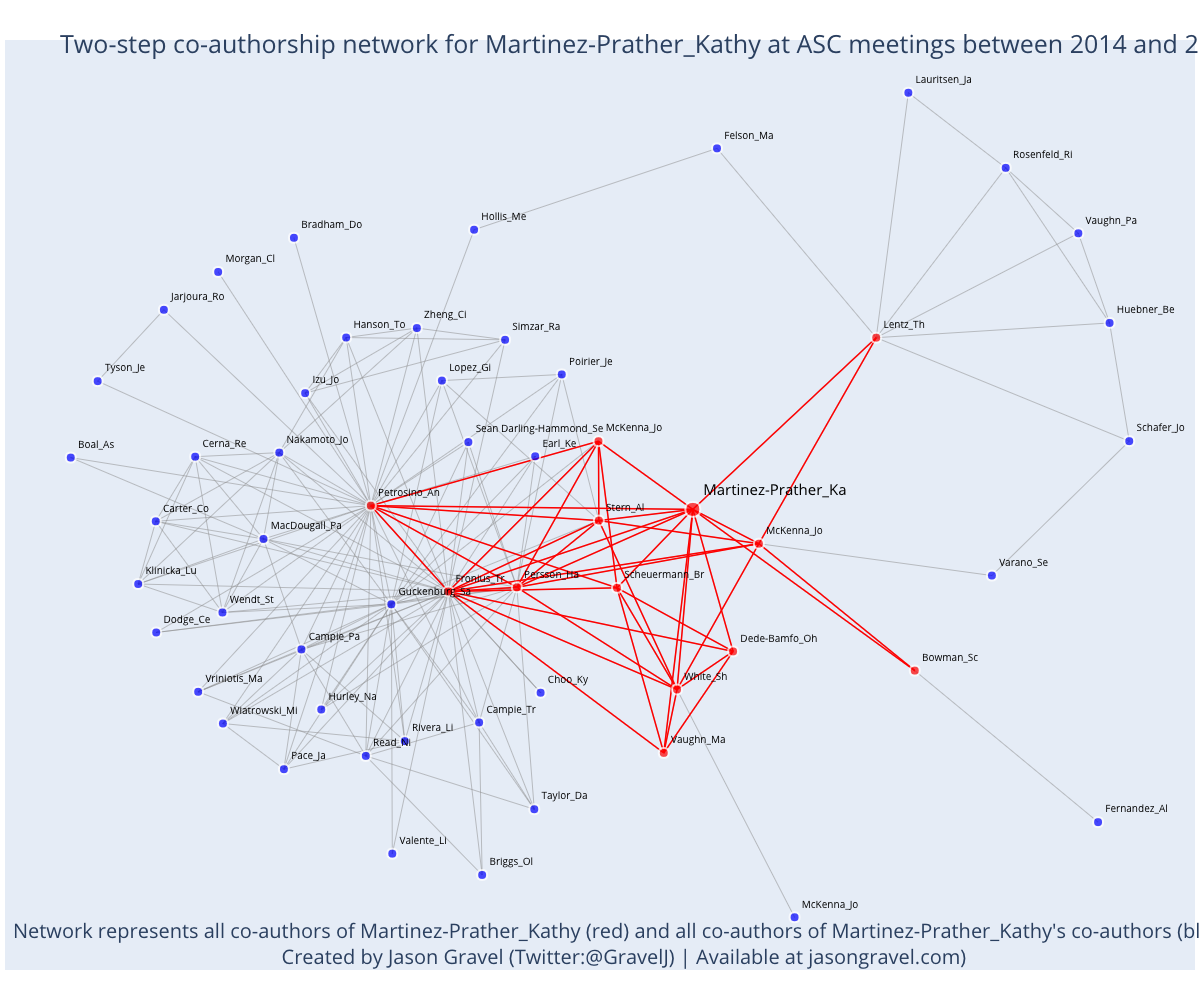 Two-step co-authorship network for Martinez-Prather_Kathy at ASC meetings between 2014 and 2
Lauritsen_Ja
Felson_Ma
Rosenfeld_Ri
Hollis_Me
Vaughn_Pa
Bradham_Do
Morgan_Cl
Jarjoura_Ro
Huebner_Be
Zheng_Ci
Hanson_To
Simzar_Ra
Lentz_Th
Tyson_Je
Lopez_Gi
Poirier_Je
Izu_Jo
Sean Darling-Hammond_Se
McKenna_Jo
Schafer_Jo
Boal_As
Cerna_Re
Nakamoto_Jo
Earl_Ke
Petrosino_An
Martinez-Prather_Ka
Carter_Co
MacDougall_Pa
Stern_Al
McKenna_Jo
Varano_Se
Klinicka_Lu
Fronius_Tr
Persson_Ha
Scheuermann_Br
Guckenburg_Sa
Wendt_St
Dodge_Ce
Campie_Pa
Dede-Bamfo_Oh
Bowman_Sc
Vriniotis_Ma
Choo_Ky
White_Sh
Hurley_Na
Wiatrowski_Mi
Campie_Tr
Rivera_Li
Read_Ni
Vaughn_Ma
Pace_Ja
Taylor_Da
Fernandez_Al
Valente_Li
Briggs_Ol
McKenna_Jo
Network represents all co-authors of Martinez-Prather_Kathy (red) and all co-authors of Martinez-Prather_Kathy's co-authors (bl
Created by Jason Gravel (Twitter:@GravelJ) | Available at jasongravel.com)